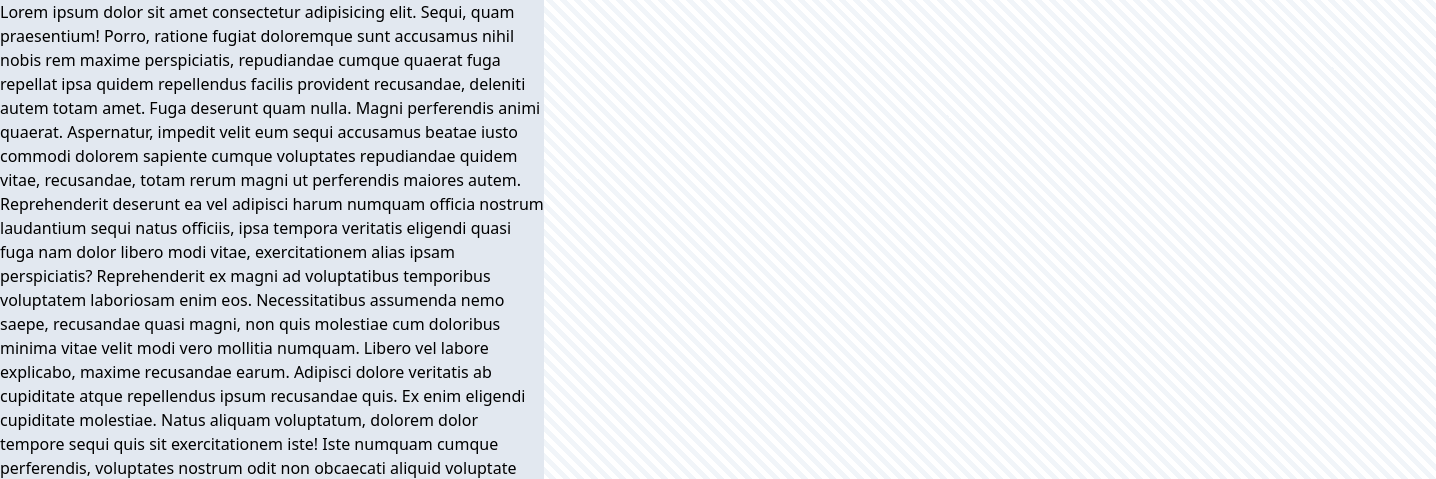 Lorem ipsum dolor sit amet consectetur adipisicing elit. Sequi, quam
praesentium! Porro, ratione fugiat doloremque sunt accusamus nihil
nobis rem maxime perspiciatis, repudiandae cumque quaerat fuga
repellat ipsa quidem repellendus facilis provident recusandae, deleniti
autem totam amet. Fuga deserunt quam nulla. Magni perferendis animi
quaerat. Aspernatur, impedit velit eum sequi accusamus beatae iusto
commodi dolorem sapiente cumque voluptates repudiandae quidem
vitae, recusandae, totam rerum magni ut perferendis maiores autem.
Reprehenderit deserunt ea vel adipisci harum numquam officia nostrum
laudantium sequi natus officiis, ipsa tempora veritatis eligendi quasi
fuga nam dolor libero modi vitae, exercitationem alias ipsam
perspiciatis? Reprehenderit ex magni ad voluptatibus temporibus
voluptatem laboriosam enim eos. Necessitatibus assumenda nemo
saepe, recusandae quasi magni, non quis molestiae cum doloribus
minima vitae velit modi vero mollitia numquam. Libero vel labore
explicabo, maxime recusandae earum. Adipisci dolore veritatis ab
cupiditate atque repellendus ipsum recusandae quis. Ex enim eligendi
cupiditate molestiae. Natus aliquam voluptatum, dolorem dolor
tempore sequi quis sit exercitationem iste! Iste numquam cumque
perferendis, voluptates nostrum odit non obcaecati aliquid voluptate